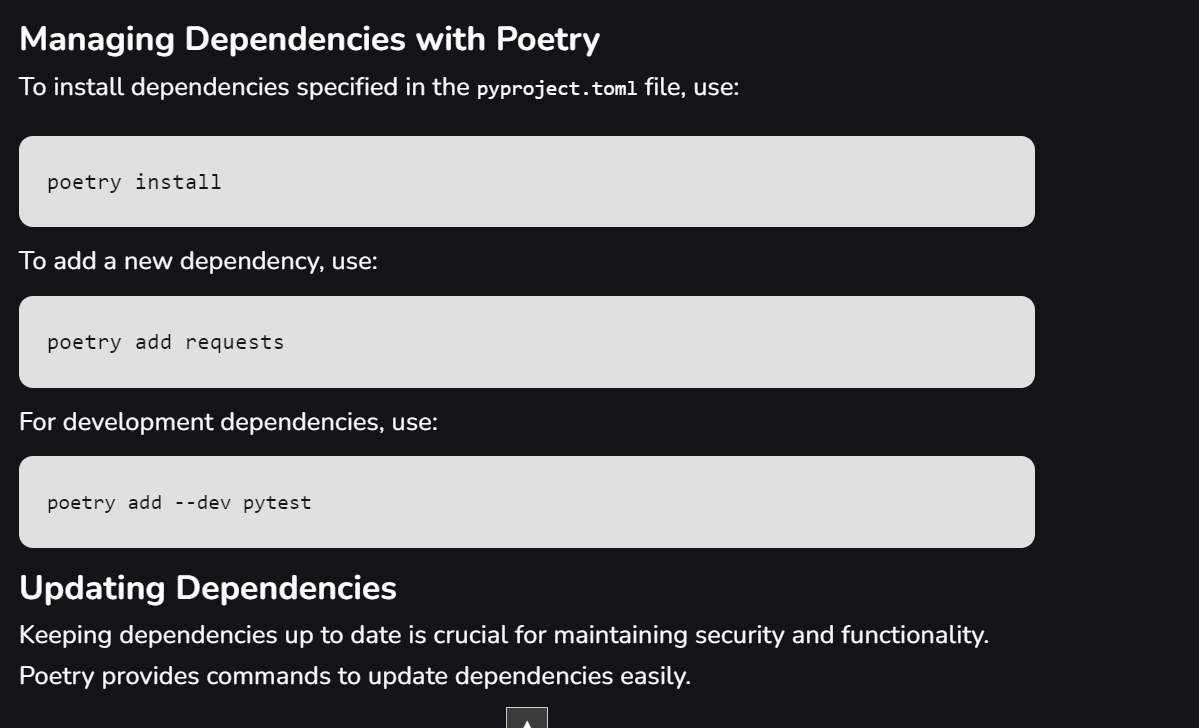 Managing Dependencies with Poetry
To install dependencies specified in the pyproject.toml file, use:
poetry install
To add a new dependency, use:
poetry add requests
For development dependencies, use:
poetry add --dev pytest
Updating Dependencies
Keeping dependencies up to date is crucial for maintaining security and functionality.
Poetry provides commands to update dependencies easily.